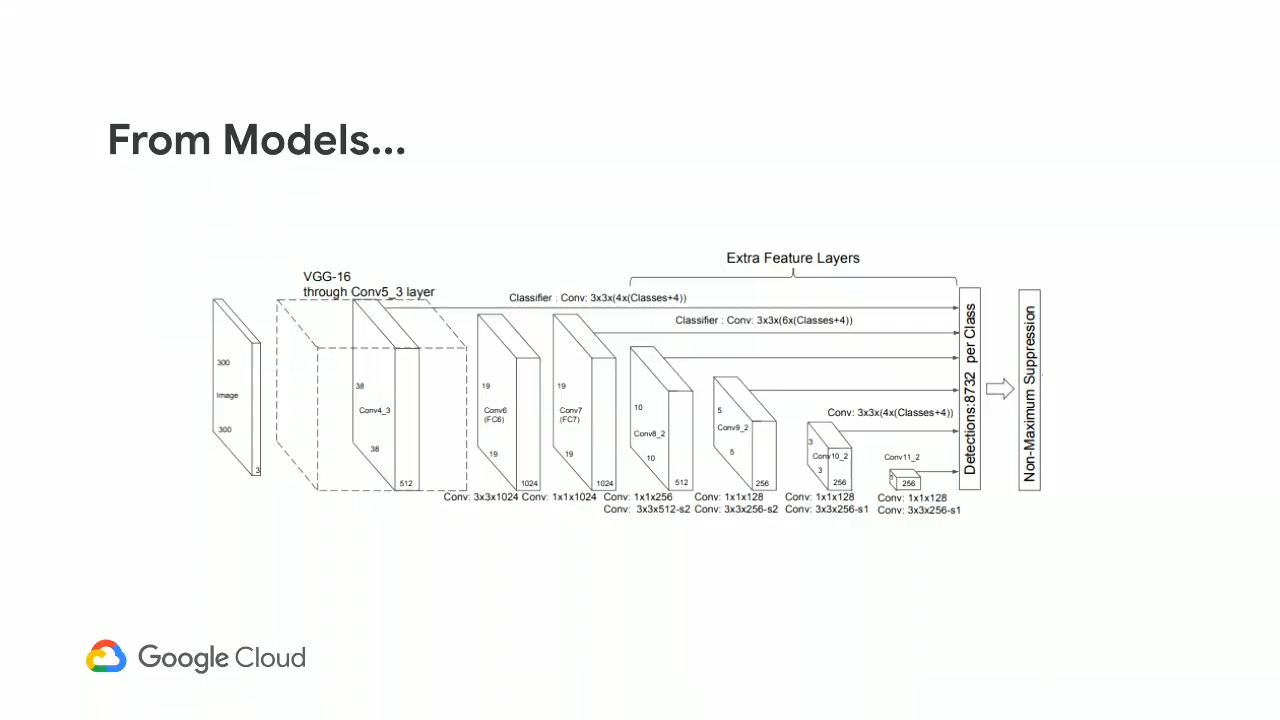 From Models...
Extra Feature Layers
VGG-16
through Conv5_3 layer
Classifier : Conv: 3x3x(4x(Classes+4))
Classifier : Conv: 3x3x(6x(Classes+4))
300
Image
300
3
38
Conv4_3
38
512
19
Conv6
(FC6)
19
1024
19
Conv7
(FC7)
19
1024
10
Conv8_2
10
512
5
Conv9_2
5
256
Conv: 3x3x(4x(Classes+4))
3
Conv10_2
3
256
Conv11_2
1
256
Conv: 3x3x1024
Conv: 1x1x1024
Conv: 1x1x256
Conv: 3x3x512-s2
Conv: 1x1x128
Conv: 3x3x256-s2
Conv: 1x1x128
Conv: 3x3x256-s1
Conv: 1x1x128
Conv: 3x3x256-s1
Detections:8732 per Class
Non-Maximum Suppression
Google Cloud